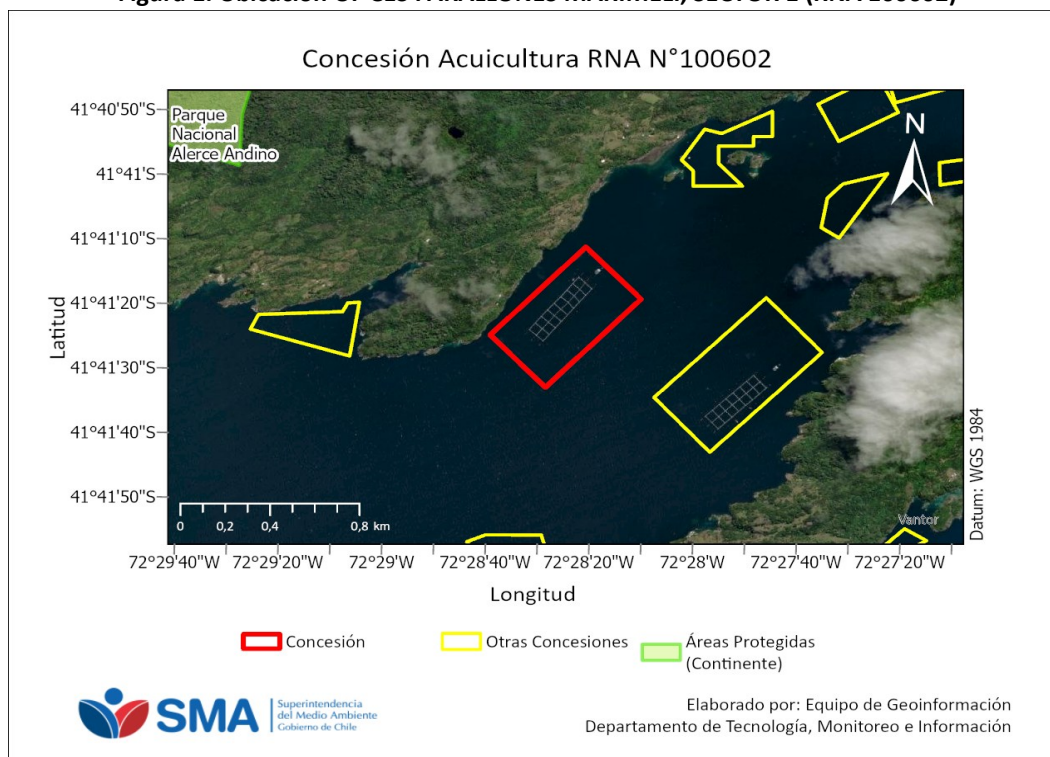 Concesión Acuicultura RNA N°100602
41°40'50"S
Parque
Nacional
Alerce Andino
N
41°41'S
41°41'10"S
41°41'20"S
Latitud
41°41'30"S
41°41'40"S
41°41'50"S
Datum: WGS 1984
Vantor
0 0,2 0,4 0,8 km
72°29'40"W 72°29'20"W 72°29'W 72°28'40"W 72°28'20"W 72°28'W 72°27'40"W 72°27'20"W
Longitud
Concesión
Otras Concesiones
Áreas Protegidas
(Continente)
SMA
Superintendencia
del Medio Ambiente
Gobierno de Chile
Elaborado por: Equipo de Geoinformación
Departamento de Tecnología, Monitoreo e Información